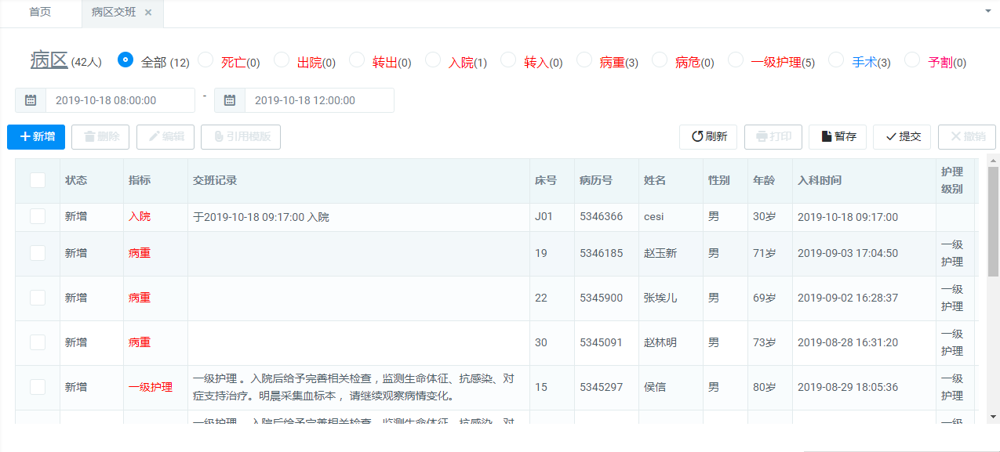 首页 病区交班 ×
病区 (42人) 全部 (12) 死亡(0) 出院(0) 转出(0) 入院(1) 转入(0) 病重(3) 病危(0) 一级护理(5) 手术(3) 予割(0)
2019-10-18 08:00:00 - 2019-10-18 12:00:00
+新增 删除 编辑 引用模版 刷新 打印 暂存 提交 撤销
状态 指标 交班记录 床号 病历号 姓名 性别 年龄 入科时间 护理
级别
新增 入院 于2019-10-18 09:17:00 入院 J01 5346366 cesi 男 30岁 2019-10-18 09:17:00
新增 病重 19 5346185 赵玉新 男 71岁 2019-09-03 17:04:50 一级
护理
新增 病重 22 5345900 张埃儿 男 69岁 2019-09-02 16:28:37 一级
护理
新增 病重 30 5345091 赵林明 男 73岁 2019-08-28 16:31:20 一级
护理
新增 一级护理 一级护理 。入院后给予完善相关检查，监测生命体征、抗感染、对 15 5345297 侯信 男 80岁 2019-08-29 18:05:36 一级
症支持治疗。明晨采集血标本 ，请继续观察病情变化。 护理
一级护理 。入院后给予完善相关检查，监测生命体征、抗感染、对 一级